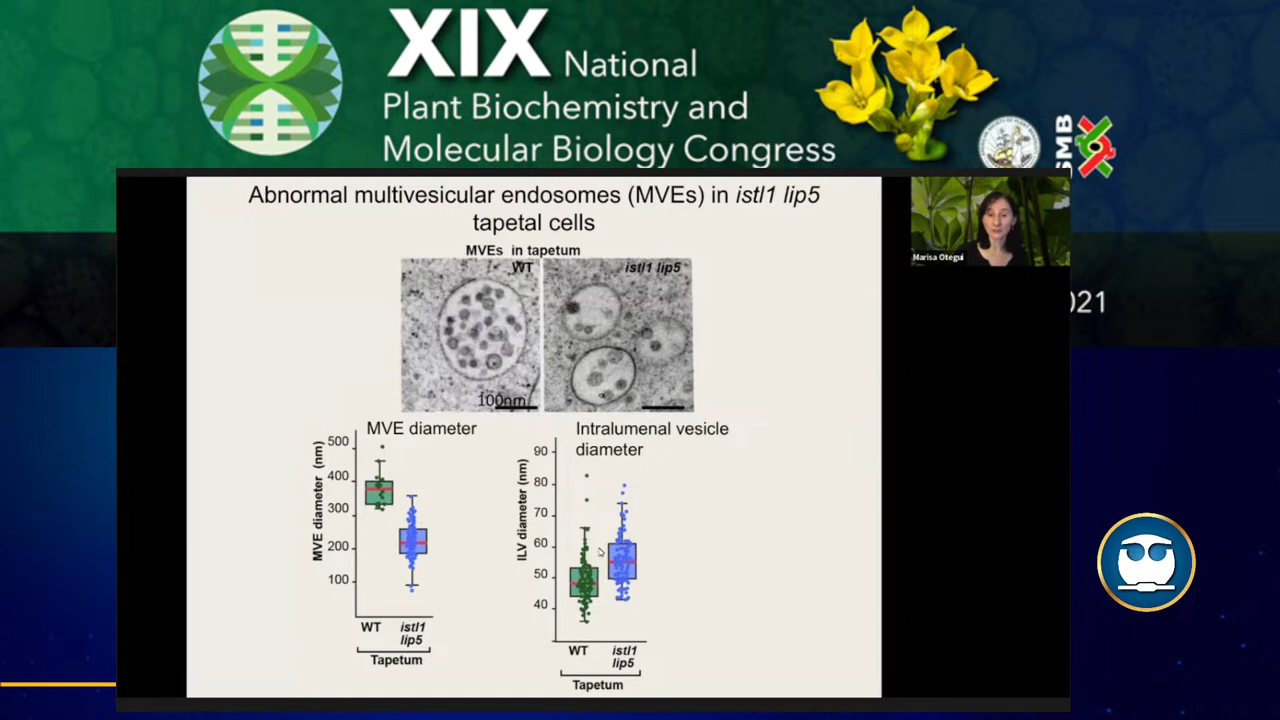 XIX National
Plant Biochemistry and
Molecular Biology Congress
SMB
021
Abnormal multivesicular endosomes (MVEs) in istl1 lip5
tapetal cells
MVEs in tapetum
WT
istl1 lip5
100nm
Marisa Otegui
MVE diameter
MVE diameter (nm)
500
400
300
200
100
WT
istl1
lip5
Tapetum
Intralumenal vesicle
diameter
ILV diameter (nm)
90
80
70
60
50
40
WT
istl1
lip5
Tapetum